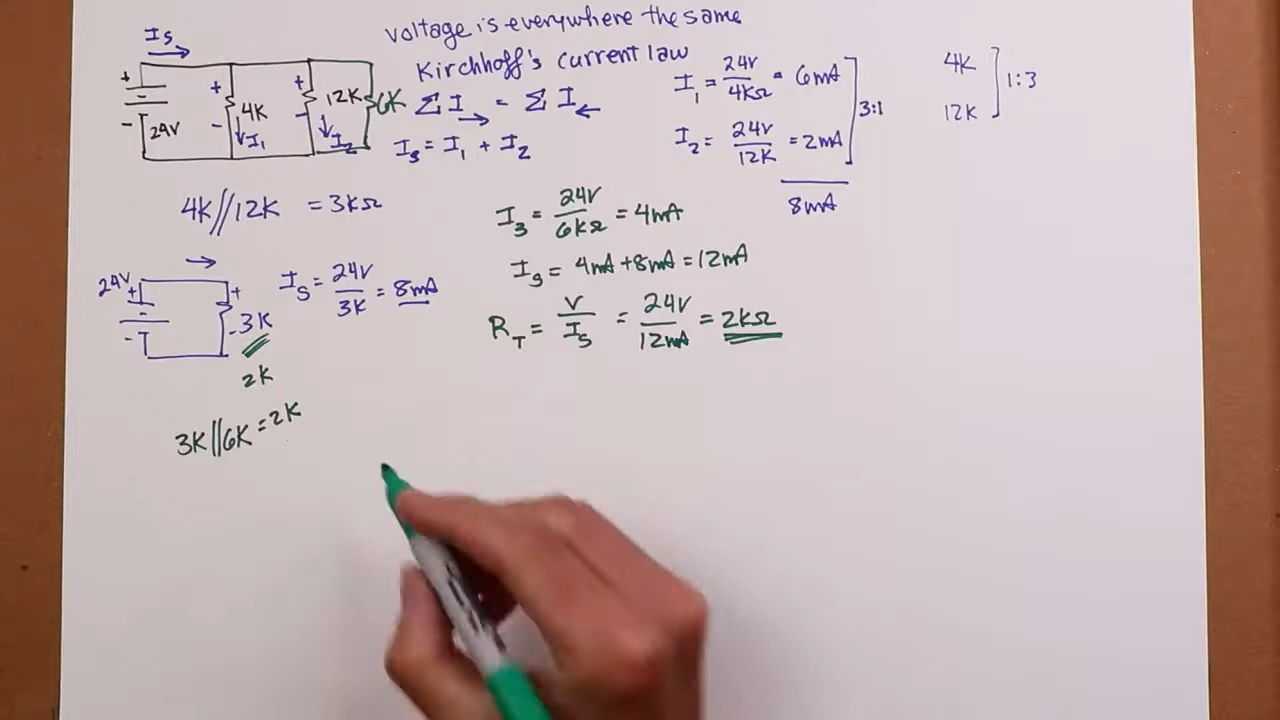 voltage is everywhere the same
Kirchhoff's current law
Σ I→ = Σ I←
Is = I1 + I2
Is →
+ - 24V
+ - 4K ↓I1
+ - 12K ↓I2
6K
I1 = 24V/4KΩ = 6mA
I2 = 24V/12K = 2mA
3:1
8mA
4K
12K
1:3
4K//12K = 3KΩ
24V + -
+ - 3K
2K
Is = 24V/3K = 8mA
3K//6K = 2K
I3 = 24V/6KΩ = 4mA
Is = 4mA+8mA = 12mA
RT = V/Is = 24V/12mA = 2KΩ